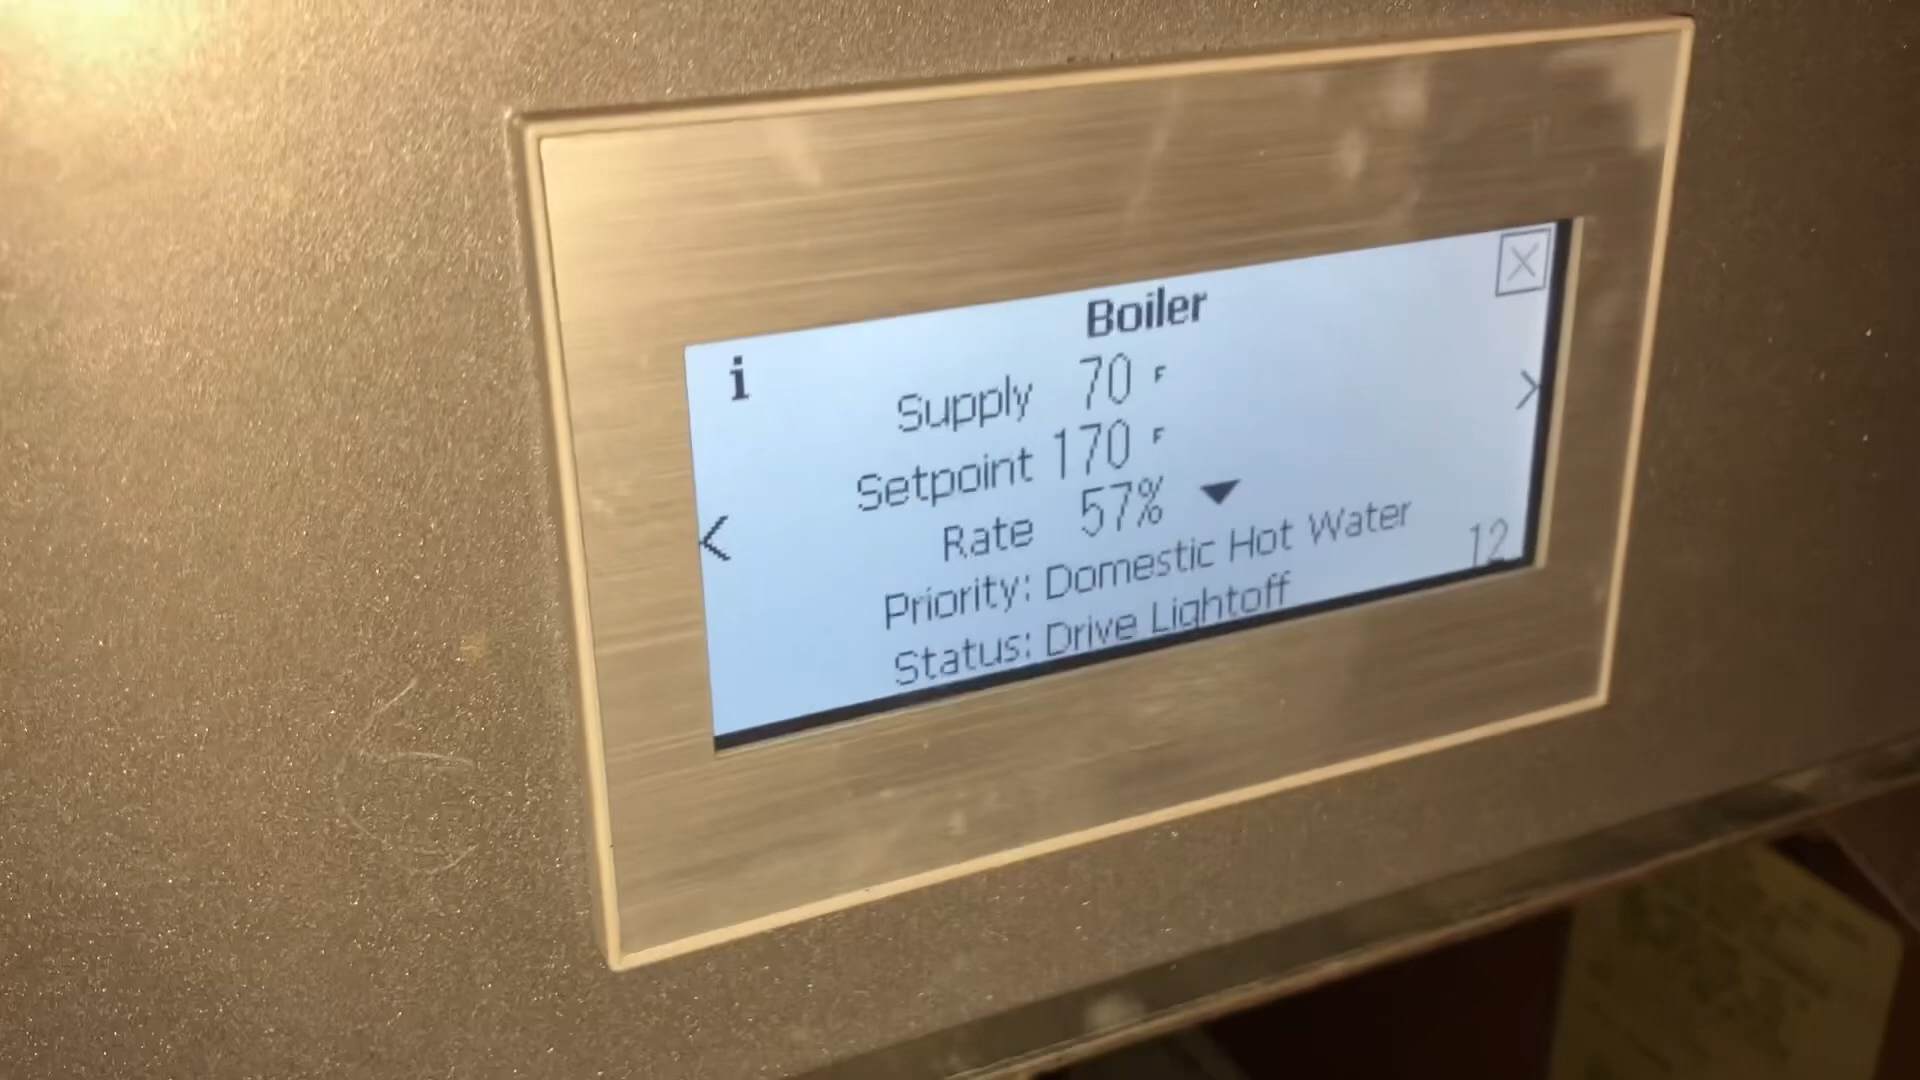 Boiler
i
Supply 70 F
Setpoint 170 F
Rate 57%
Priority: Domestic Hot Water
Status: Drive Lightoff
12